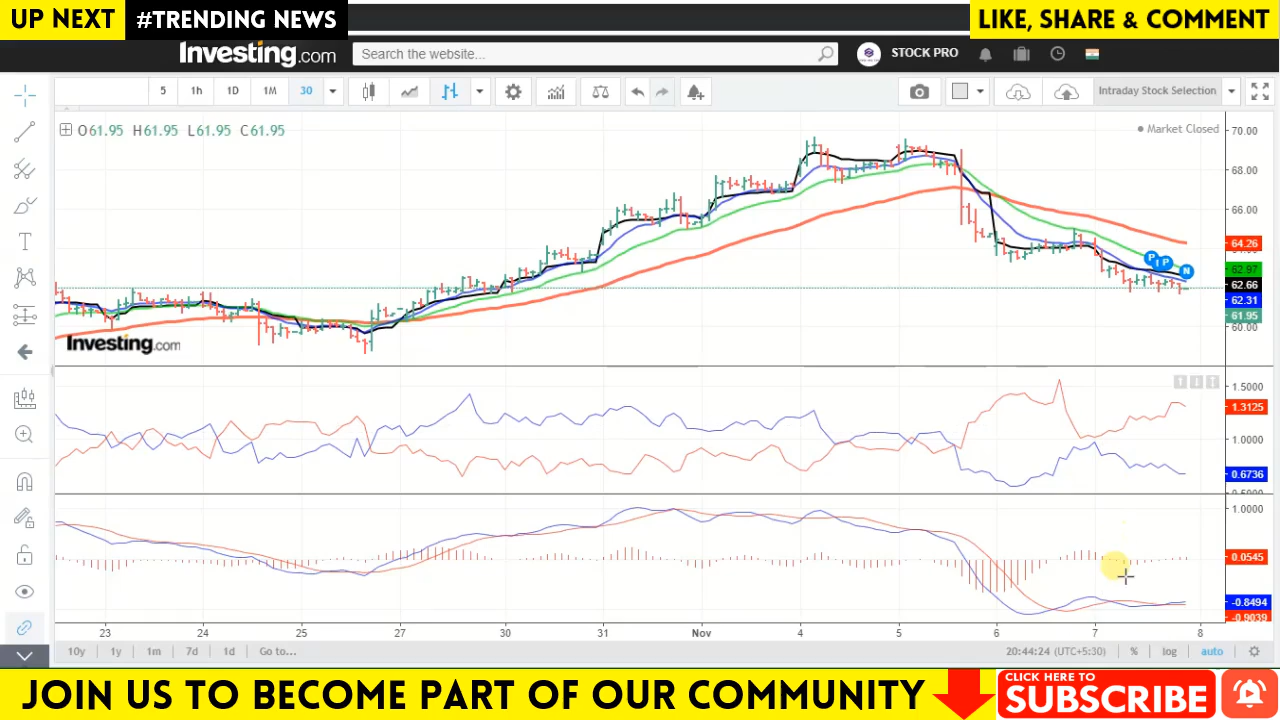 UP NEXT
#TRENDING NEWS
LIKE, SHARE & COMMENT
Investing.com
Search the website...
STOCK PRO
5 1h 1D 1M 30
Intraday Stock Selection
O61.95 H61.95 L61.95 C61.95
Market Closed
70.00
68.00
66.00
64.26
62.97
62.66
62.31
61.95
60.00
P P N
Investing.com
1.5000
1.3125
1.0000
0.6736
0.5000
1.0000
0.0545
-0.8494
-0.9039
23 24 25 27 30 31 Nov 4 5 6 7 8
10y 1y 1m 7d 1d Go to... 20:44:24 (UTC+5:30) % log auto
JOIN US TO BECOME PART OF OUR COMMUNITY
CLICK HERE TO
SUBSCRIBE